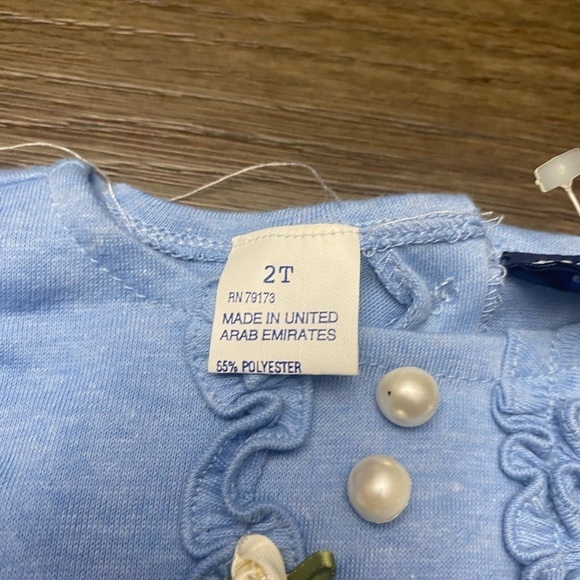 2T
RN 79173
MADE IN UNITED
ARAB EMIRATES
65% POLYESTER